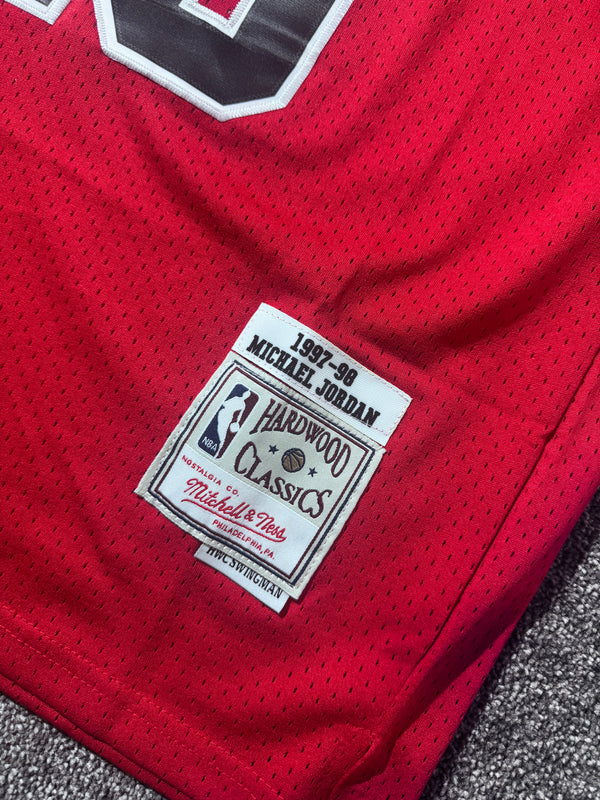 1997-98
MICHAEL JORDAN
NBA
HARDWOOD
CLASSICS
NOSTALGIA CO.
Mitchell & Ness
PHILADELPHIA, PA.
HWC SWINGMAN